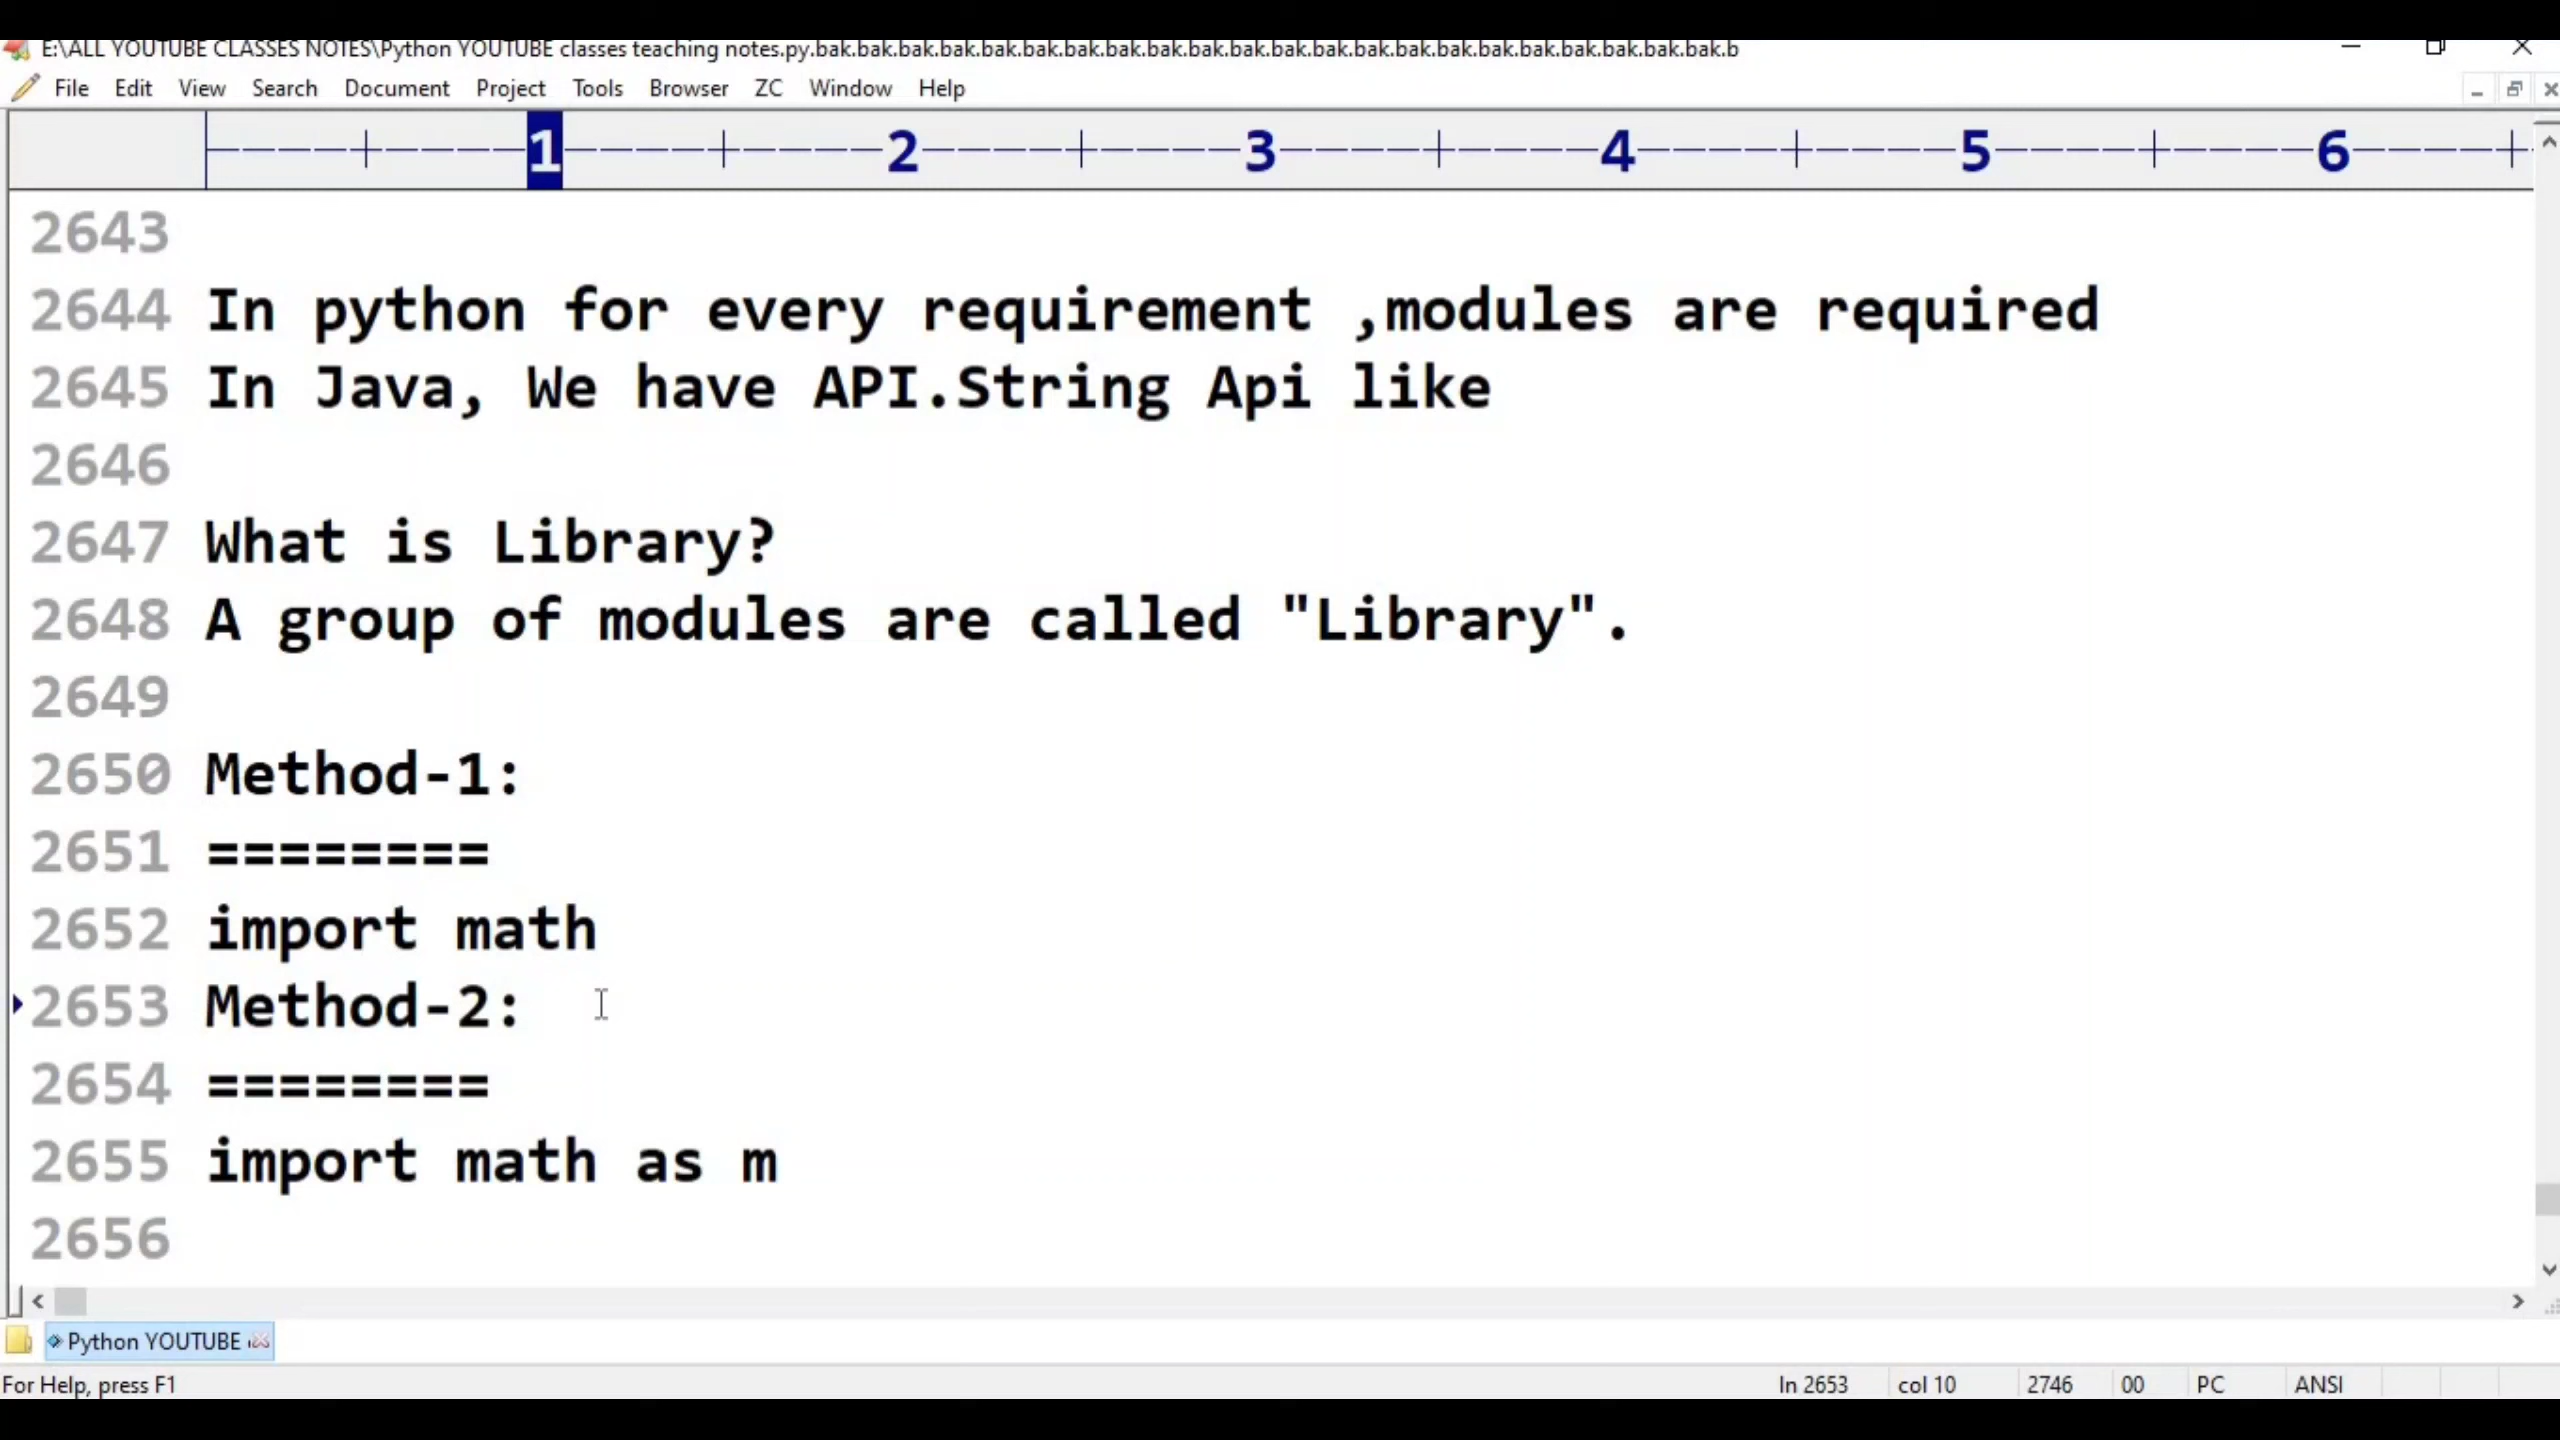 E:\ALL YOUTUBE CLASSES NOTES\Python YOUTUBE classes teaching notes.py.bak.bak.bak.bak.bak.bak.bak.bak.bak.bak.bak.bak.bak.bak.bak.bak.bak.bak.bak.bak.bak.bak.b
File Edit View Search Document Project Tools Browser ZC Window Help
1 2 3 4 5 6
2643
2644 In python for every requirement ,modules are required
2645 In Java, We have API.String Api like
2646
2647 What is Library?
2648 A group of modules are called "Library".
2649
2650 Method-1:
2651 ========
2652 import math
2653 Method-2:
2654 ========
2655 import math as m
2656
Python YOUTUBE
For Help, press F1 ln 2653 col 10 2746 00 PC ANSI